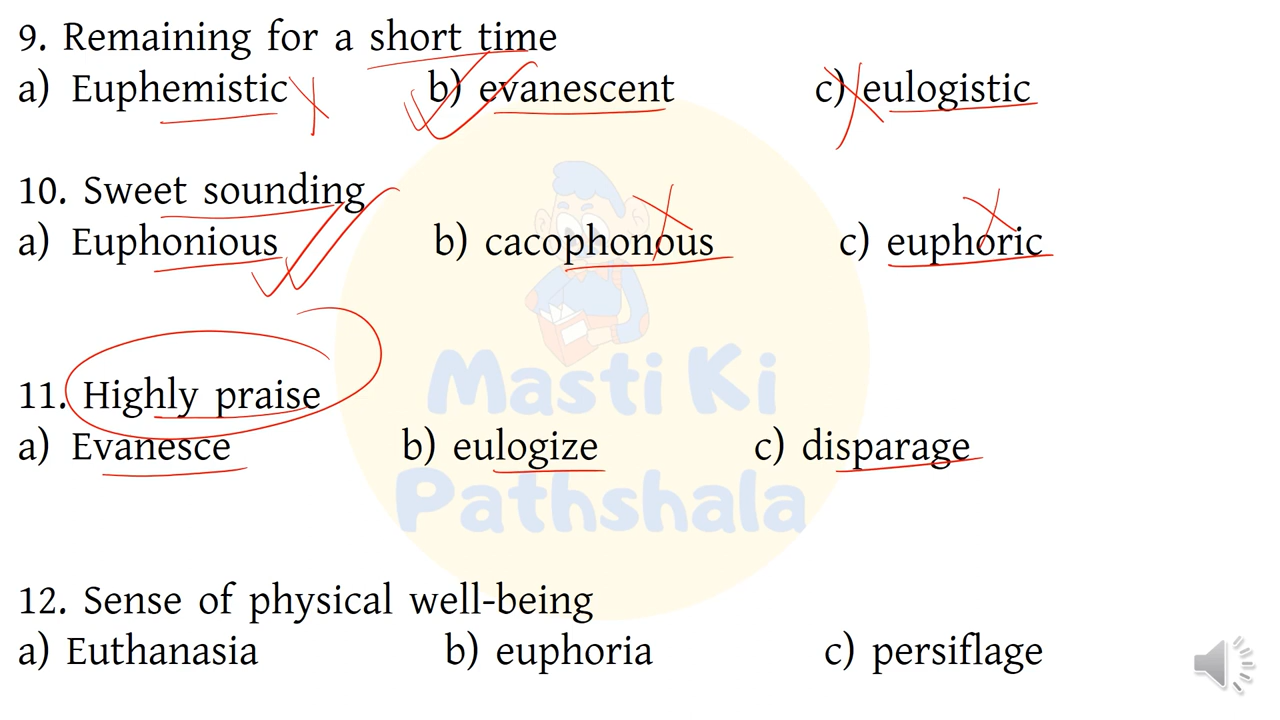 9. Remaining for a short time
a) Euphemistic b) evanescent c) eulogistic
10. Sweet sounding
a) Euphonious b) cacophonous c) euphoric
11. Highly praise
a) Evanesce b) eulogize c) disparage
12. Sense of physical well-being
a) Euthanasia b) euphoria c) persiflage
Masti Ki
Pathshala